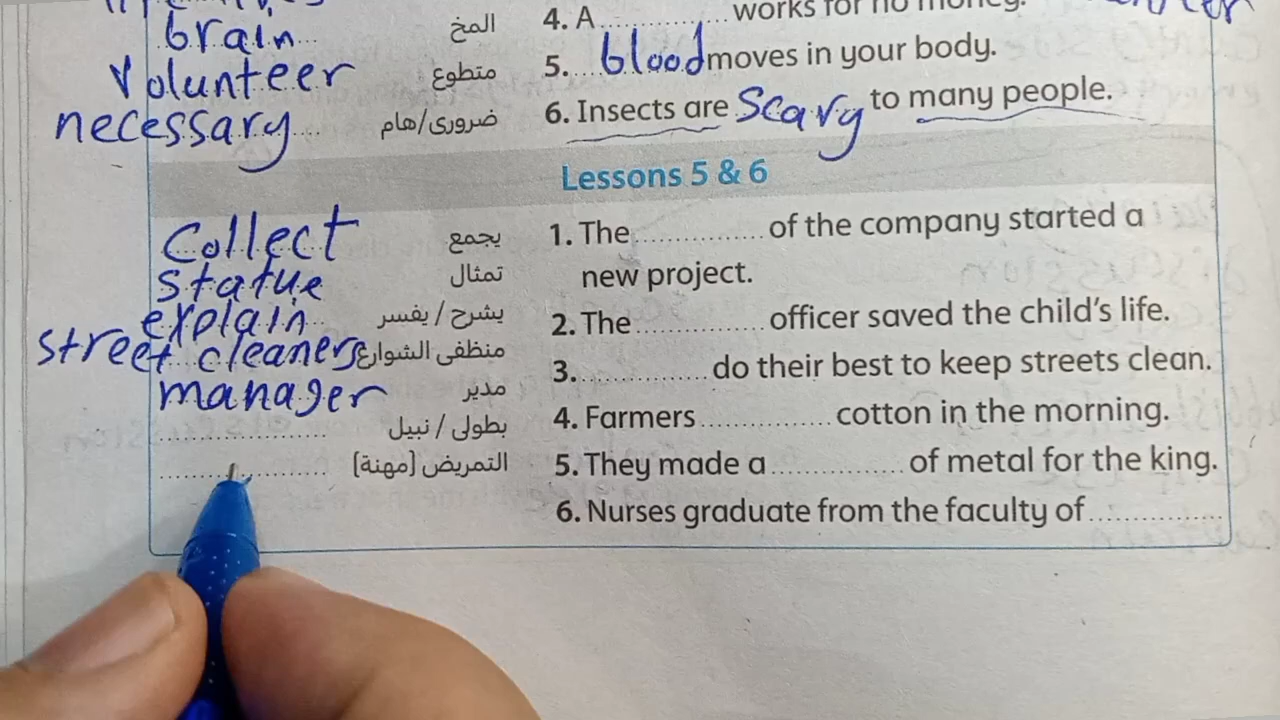 brain المخ
4. A ............ works for no money.
volunteer متطوع
5. blood moves in your body.
necessary ضرورى/هام
6. Insects are scary to many people.
Lessons 5 & 6
Collect يجمع
statue تمثال
explain يشرح / يفسر
street cleaners منظفى الشوارع
manager مدير
بطولى / نبيل
التمريض (مهنة)
1. The ............ of the company started a
new project.
2. The ............ officer saved the child's life.
3. ............ do their best to keep streets clean.
4. Farmers ............ cotton in the morning.
5. They made a ............ of metal for the king.
6. Nurses graduate from the faculty of ............